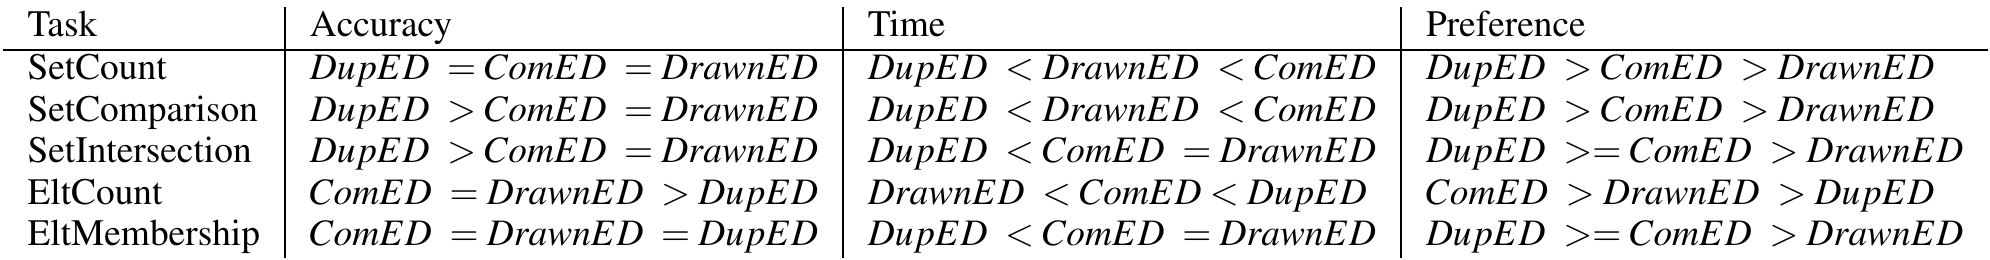 Task Accuracy Time Preference
SetCount DupED = ComED = DrawnED DupED < DrawnED < ComED DupED > ComED > DrawnED
SetComparison DupED > ComED = DrawnED DupED < DrawnED < ComED DupED > ComED > DrawnED
SetIntersection DupED > ComED = DrawnED DupED < ComED = DrawnED DupED >= ComED > DrawnED
EltCount ComED = DrawnED > DupED DrawnED < ComED < DupED ComED > DrawnED > DupED
EltMembership ComED = DrawnED = DupED DupED < ComED = DrawnED DupED >= ComED > DrawnED